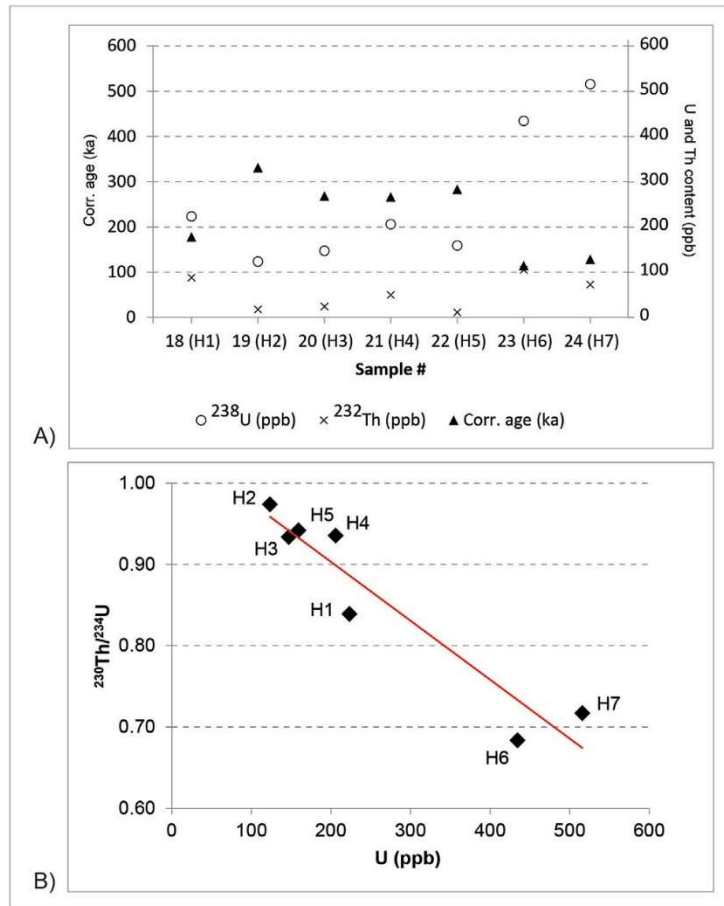 600
500
400
300
200
100
0
Corr. age (ka)
600
500
400
300
200
100
0
U and Th content (ppb)
18 (H1) 19 (H2) 20 (H3) 21 (H4) 22 (H5) 23 (H6) 24 (H7)
Sample #
○ ²³⁸U (ppb) × ²³²Th (ppb) ▲ Corr. age (ka)
A)
1.00
0.90
0.80
0.70
0.60
²³⁰Th/²³⁴U
H2
H5
H4
H3
H1
H7
H6
0 100 200 300 400 500 600
U (ppb)
B)